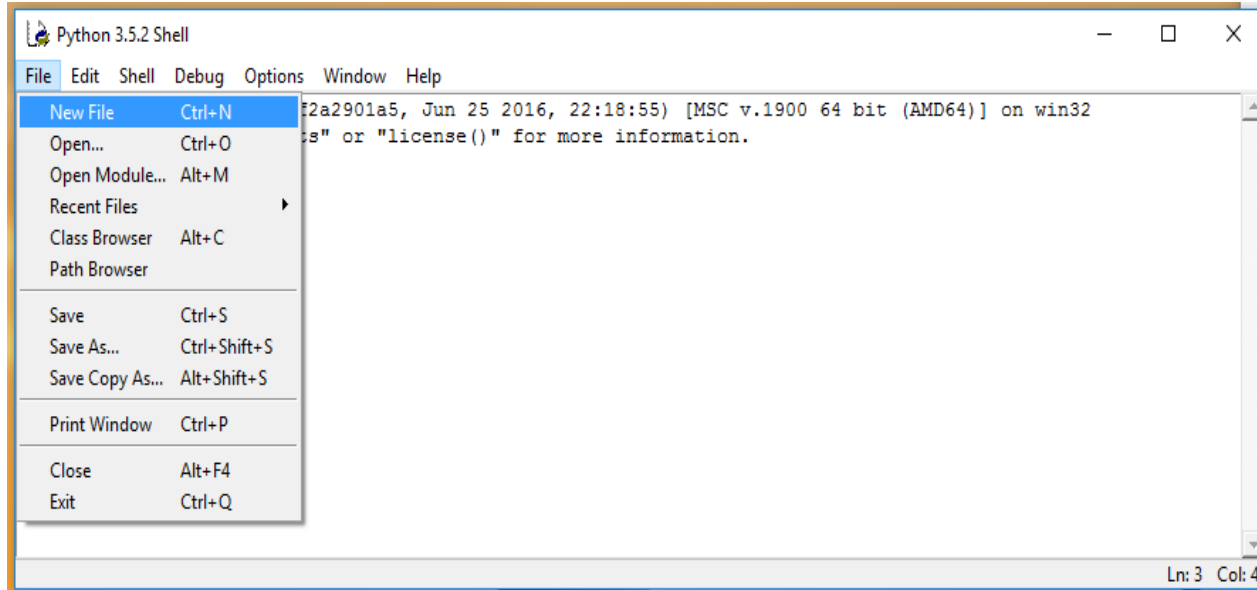 Python 3.5.2 Shell
File Edit Shell Debug Options Window Help
New File Ctrl+N
f2a2901a5, Jun 25 2016, 22:18:55) [MSC v.1900 64 bit (AMD64)] on win32
Open... Ctrl+O
s" or "license()" for more information.
Open Module... Alt+M
Recent Files
Class Browser Alt+C
Path Browser
Save Ctrl+S
Save As... Ctrl+Shift+S
Save Copy As... Alt+Shift+S
Print Window Ctrl+P
Close Alt+F4
Exit Ctrl+Q
Ln: 3 Col: 4